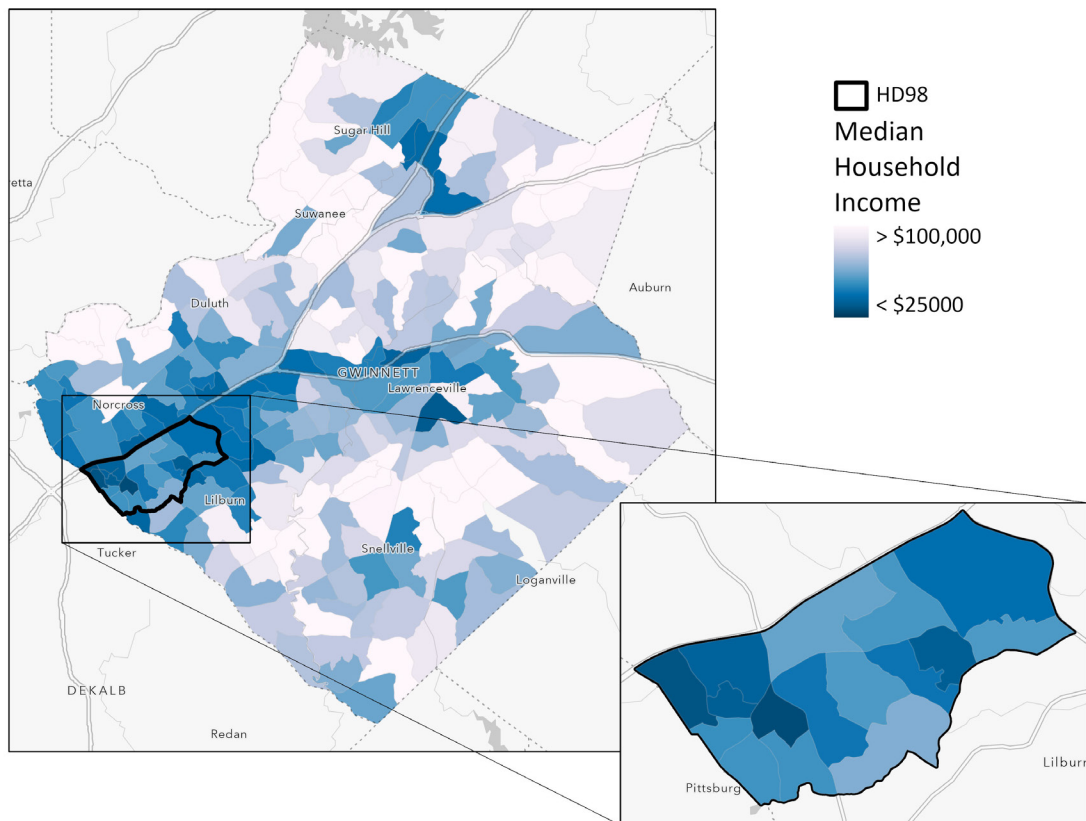 HD98
Median
Household
Income
> $100,000
< $25000
Sugar Hill
etta
Suwanee
Auburn
Duluth
GWINNETT
Lawrenceville
Norcross
Lilburn
Tucker
Snellville
Loganville
DEKALB
Redan
Pittsburg
Lilburn